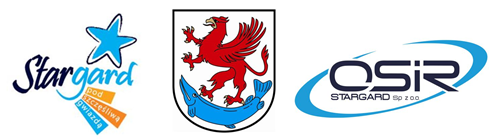 Stargard
pod
szczęśliwą
gwiazdą
OSiR
STARGARD Sp z o.o